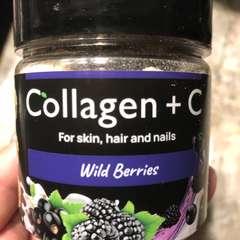 Collagen + C
For skin, hair and nails
Wild Berries